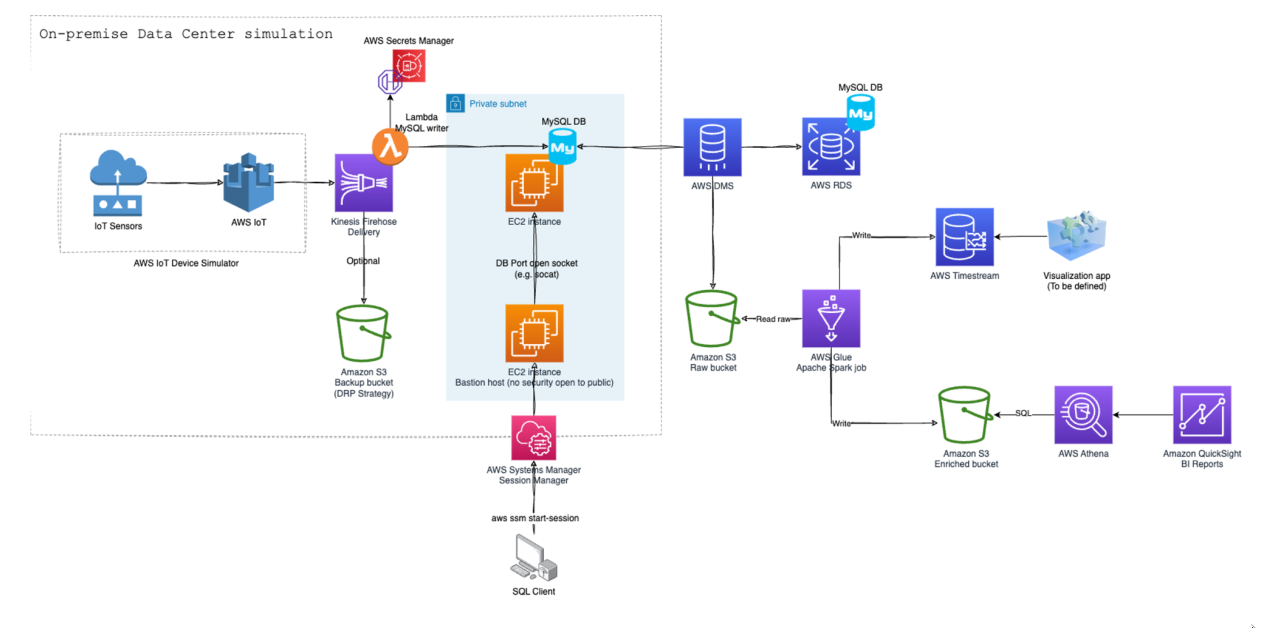 On-premise Data Center simulation
AWS Secrets Manager
Lambda
MySQL writer
Private subnet
MySQL DB
My
MySQL DB
My
IoT Sensors
AWS IoT
AWS IoT Device Simulator
Kinesis Firehose
Delivery
Optional
Amazon S3
Backup bucket
(DRP Strategy)
EC2 instance
DB Port open socket
(e.g. socat)
EC2 instance
Bastion host (no security open to public)
AWS Systems Manager
Session Manager
aws ssm start-session
SQL Client
AWS DMS
AWS RDS
Write
AWS Timestream
Visualization app
(To be defined)
Read raw
Amazon S3
Raw bucket
AWS Glue
Apache Spark job
Write
SQL
Amazon S3
Enriched bucket
AWS Athena
Amazon QuickSight
BI Reports